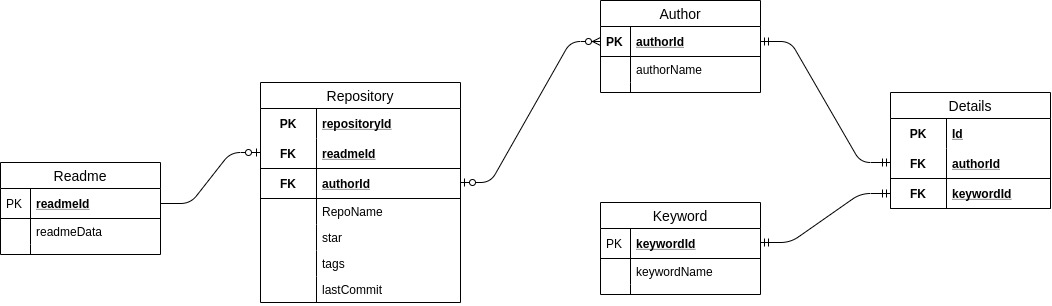 Readme
PK readmeId
readmeData
Repository
PK repositoryId
FK readmeId
FK authorId
RepoName
star
tags
lastCommit
Author
PK authorId
authorName
Keyword
PK keywordId
keywordName
Details
PK Id
FK authorId
FK keywordId